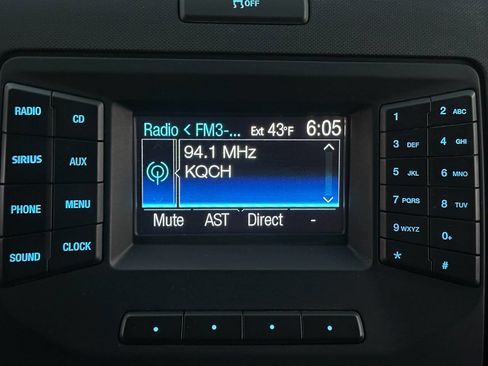 OFF
RADIO
CD
SIRIUS
AUX
PHONE
MENU
SOUND
CLOCK
Radio < FM3-... Ext 43°F 6:05
94.1 MHz
KQCH
Mute AST Direct -
1
2 ABC
3 DEF
4 GHI
5 JKL
6 MNO
7 PQRS
8 TUV
9 WXYZ
0+
*
#